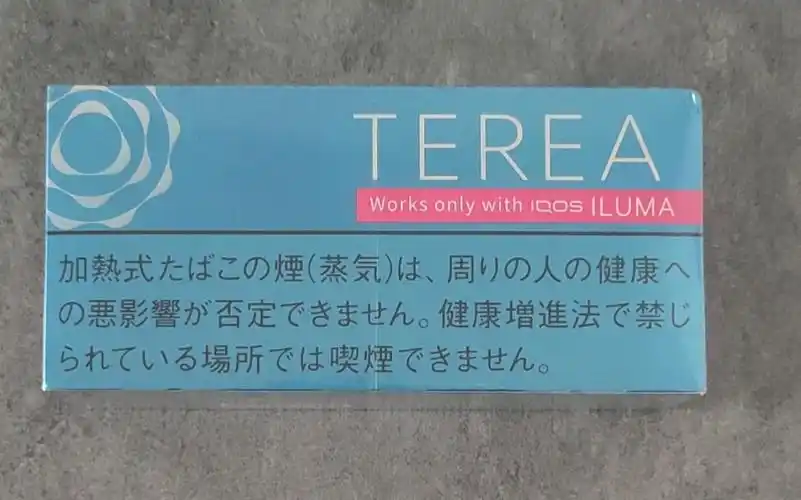 TEREA
Works only with IQOS ILUMA
加熱式たばこの煙(蒸気)は、周りの人の健康へ
の悪影響が否定できません。健康増進法で禁じ
られている場所では喫煙できません。